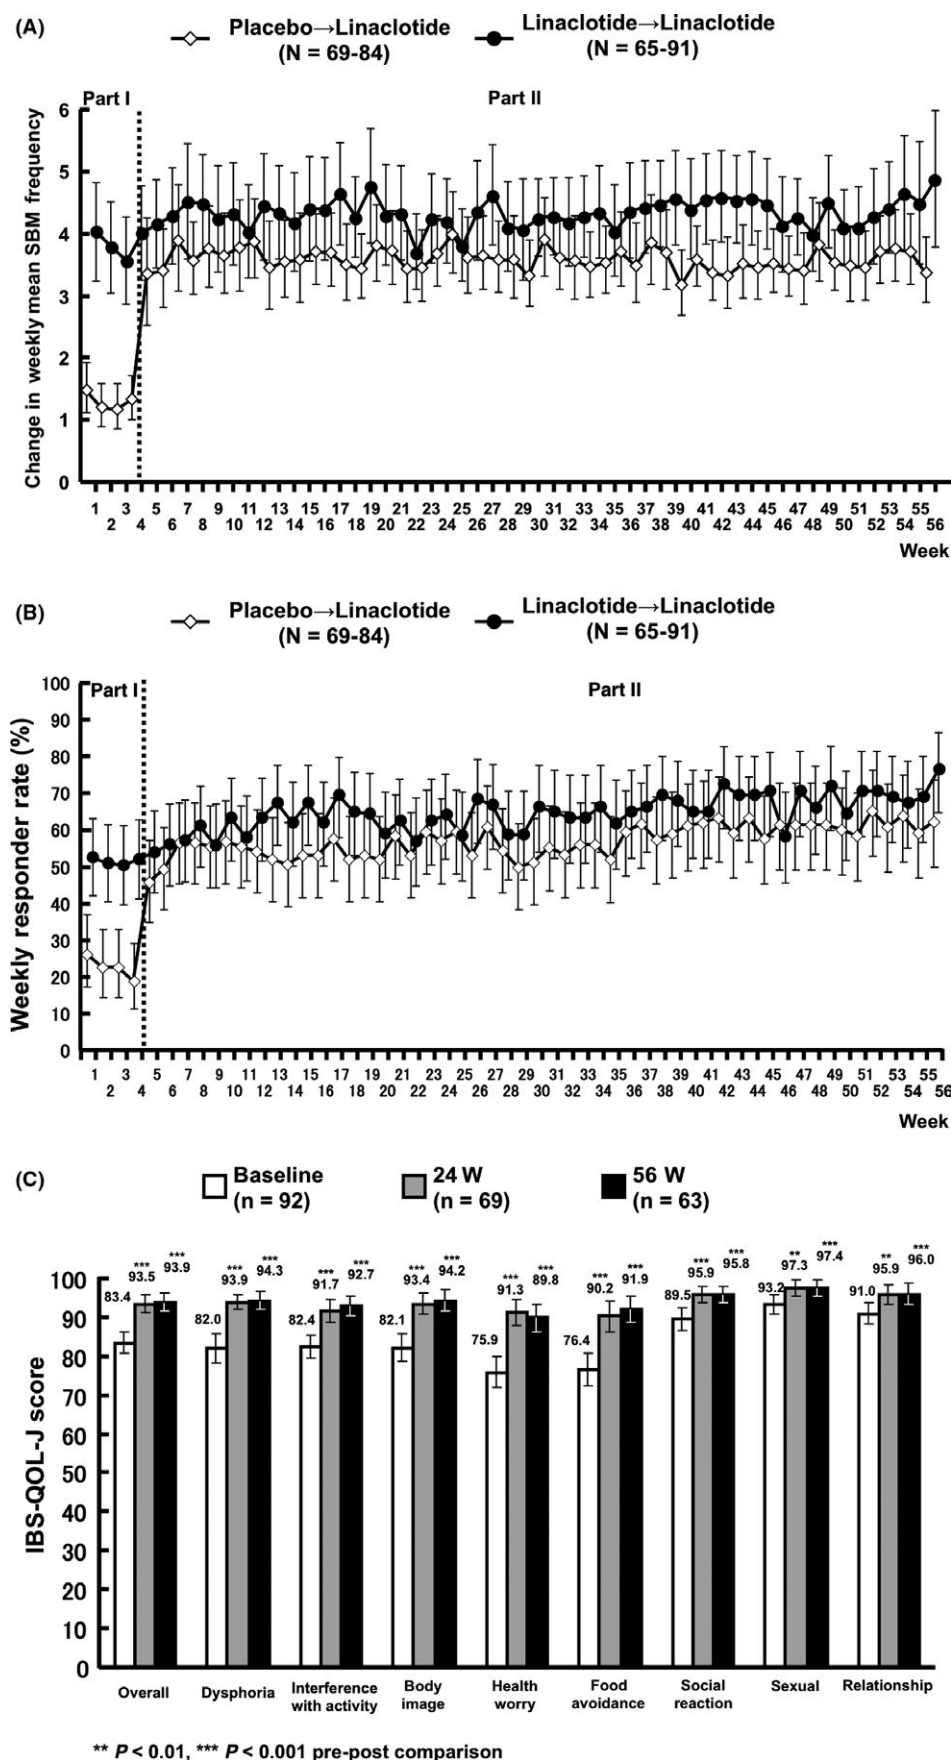 (A)
Placebo→Linaclotide
(N = 69-84)
Linaclotide→Linaclotide
(N = 65-91)
Part I
Part II
Change in weekly mean SBM frequency
6
5
4
3
2
1
0
1 3 5 7 9 11 13 15 17 19 21 23 25 27 29 31 33 35 37 39 41 43 45 47 49 51 53 55
2 4 6 8 10 12 14 16 18 20 22 24 26 28 30 32 34 36 38 40 42 44 46 48 50 52 54 56
Week
(B)
Placebo→Linaclotide
(N = 69-84)
Linaclotide→Linaclotide
(N = 65-91)
Part I
Part II
Weekly responder rate (%)
100
90
80
70
60
50
40
30
20
10
0
1 3 5 7 9 11 13 15 17 19 21 23 25 27 29 31 33 35 37 39 41 43 45 47 49 51 53 55
2 4 6 8 10 12 14 16 18 20 22 24 26 28 30 32 34 36 38 40 42 44 46 48 50 52 54 56
Week
(C)
Baseline
(n = 92)
24 W
(n = 69)
56 W
(n = 63)
IBS-QOL-J score
100
90
80
70
60
50
40
30
20
10
0
83.4 *** 93.5 *** 93.9
82.0 *** 93.9 *** 94.3
82.4 *** 91.7 *** 92.7
82.1 *** 93.4 *** 94.2
75.9 *** 91.3 *** 89.8
76.4 *** 90.2 *** 91.9
89.5 *** 95.9 *** 95.8
93.2 ** 97.3 *** 97.4
91.0 ** 95.9 *** 96.0
Overall
Dysphoria
Interference
with activity
Body
image
Health
worry
Food
avoidance
Social
reaction
Sexual
Relationship
** P < 0.01, *** P < 0.001 pre-post comparison